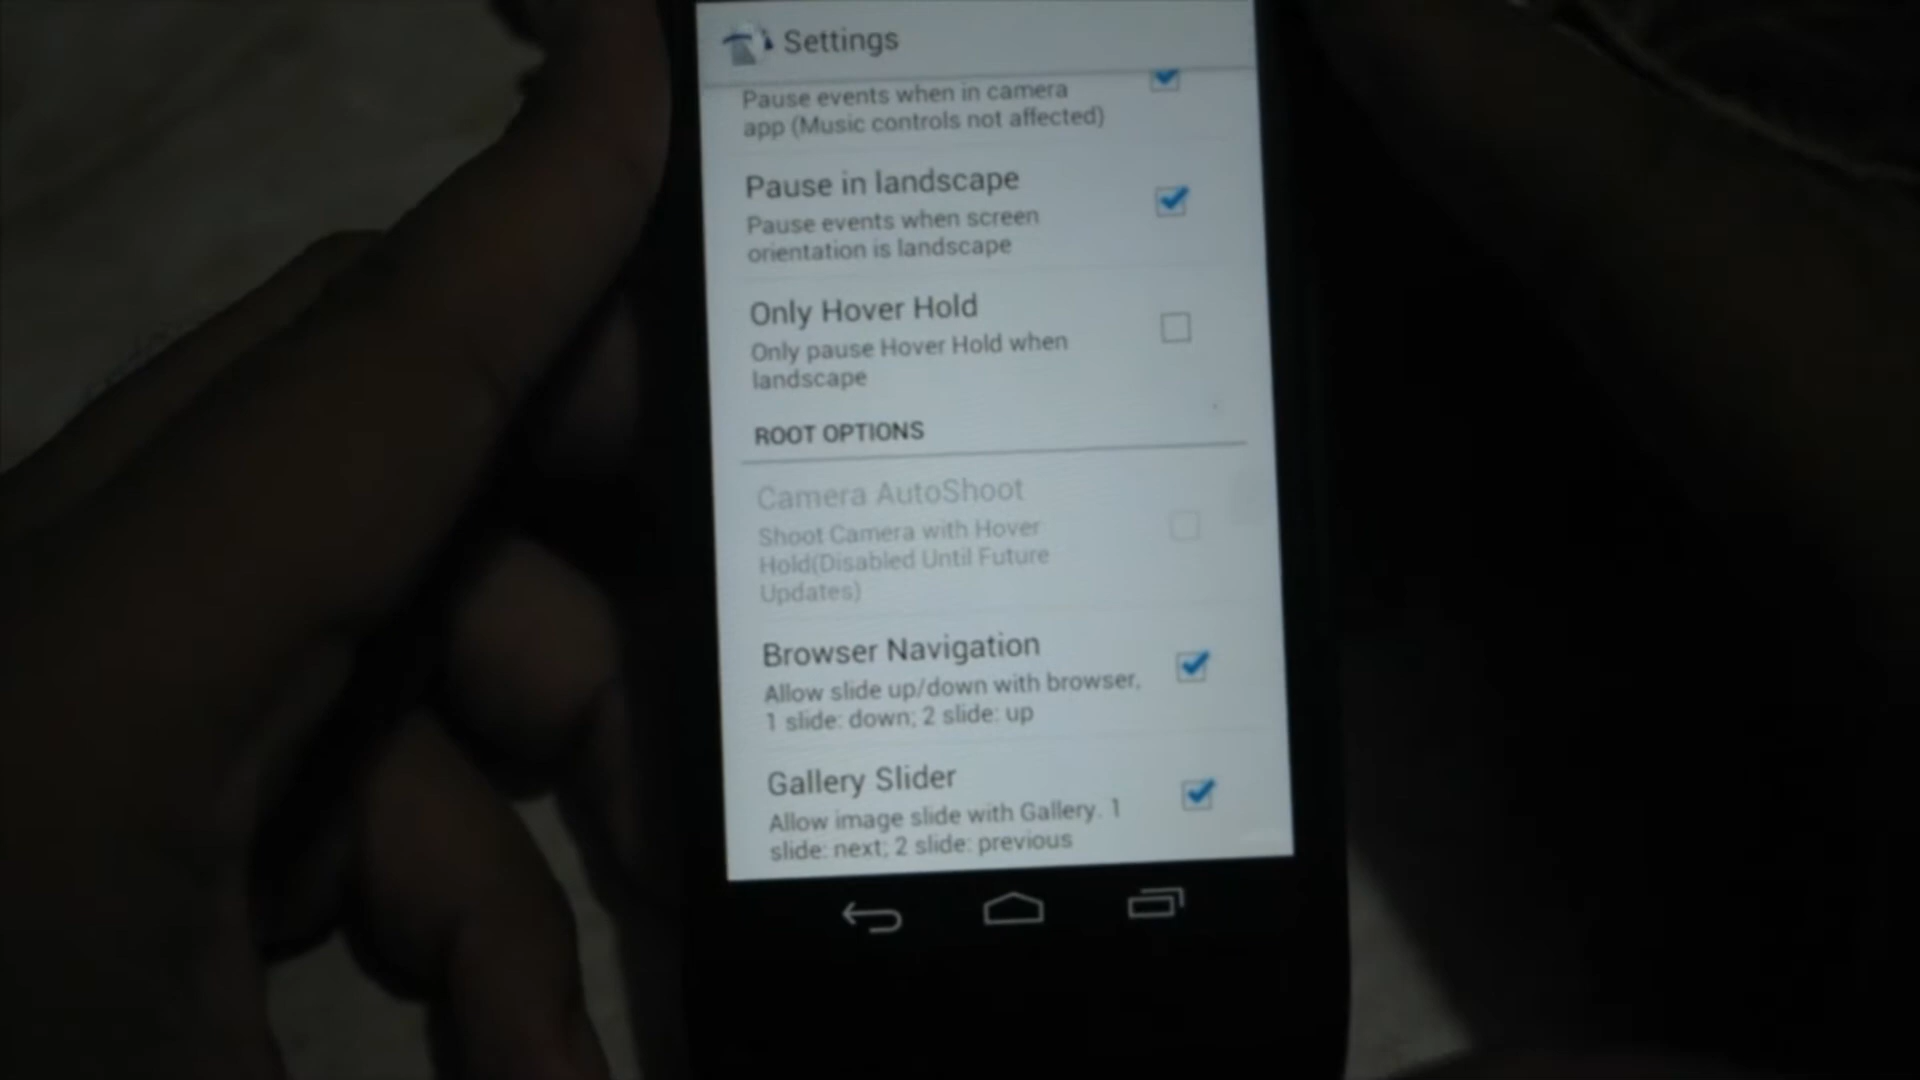 Settings
Pause events when in camera
app (Music controls not affected)
Pause in landscape
Pause events when screen
orientation is landscape
Only Hover Hold
Only pause Hover Hold when
landscape
ROOT OPTIONS
Camera AutoShoot
Shoot Camera with Hover
Hold(Disabled Until Future
Updates)
Browser Navigation
Allow slide up/down with browser,
1 slide: down; 2 slide: up
Gallery Slider
Allow image slide with Gallery. 1
slide: next; 2 slide: previous